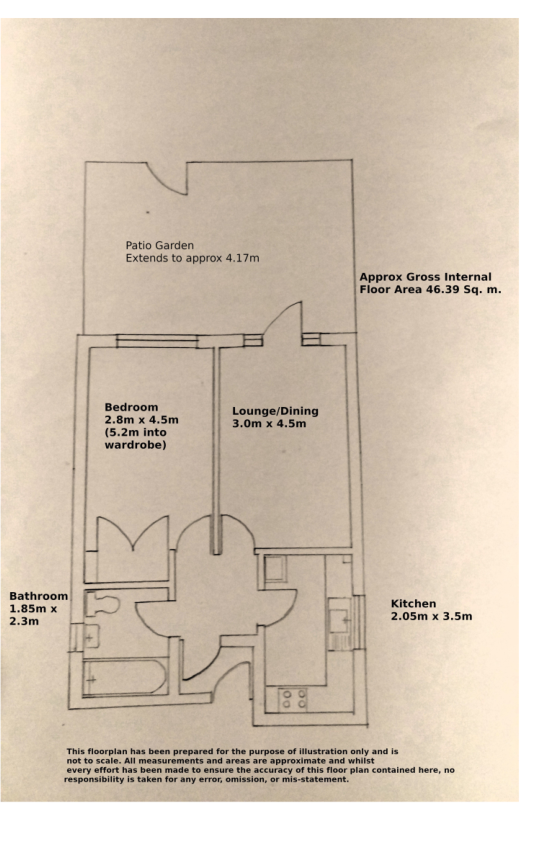 Patio Garden
Extends to approx 4.17m
Approx Gross Internal
Floor Area 46.39 Sq. m.
Bedroom
2.8m x 4.5m
(5.2m into
wardrobe)
Lounge/Dining
3.0m x 4.5m
Bathroom
1.85m x
2.3m
Kitchen
2.05m x 3.5m
This floorplan has been prepared for the purpose of illustration only and is
not to scale. All measurements and areas are approximate and whilst
every effort has been made to ensure the accuracy of this floor plan contained here, no
responsibility is taken for any error, omission, or mis-statement.